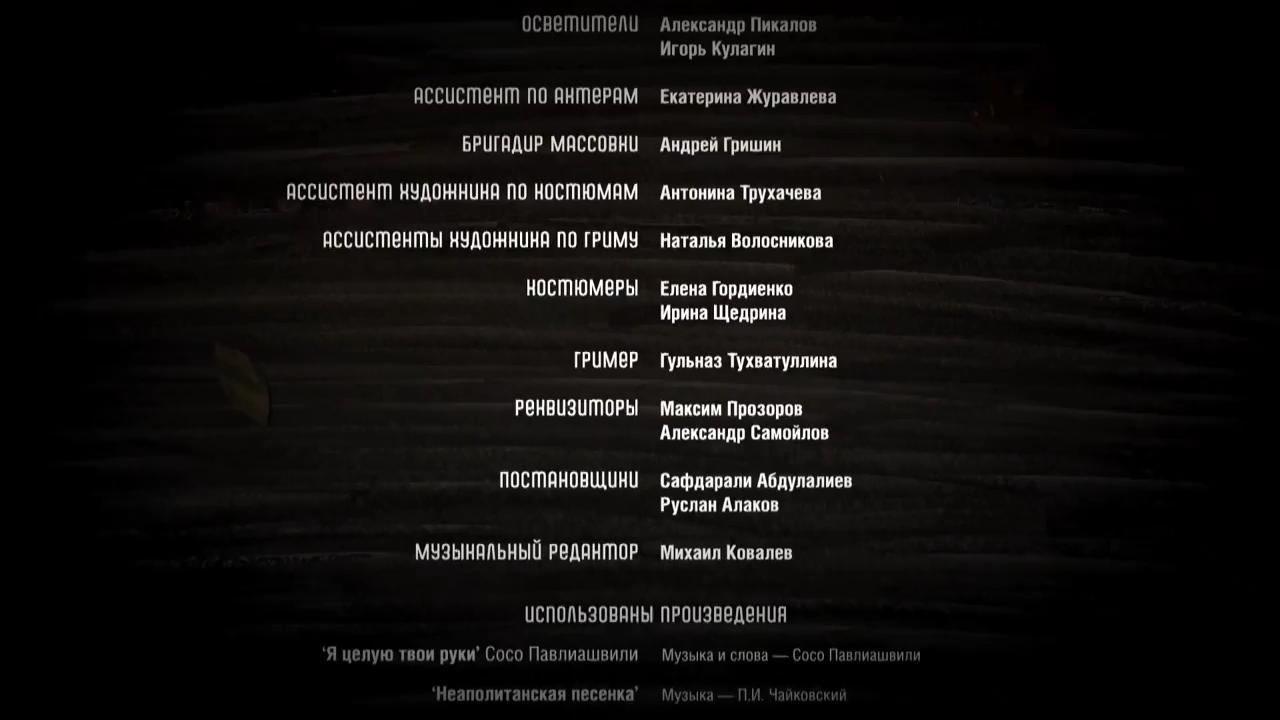 осветители Александр Пикалов
Игорь Кулагин
ассистент по актерам Екатерина Журавлева
бригадир массовки Андрей Гришин
ассистент художника по костюмам Антонина Трухачева
ассистенты художника по гриму Наталья Волосникова
костюмеры Елена Гордиенко
Ирина Щедрина
гример Гульназ Тухватуллина
реквизиторы Максим Прозоров
Александр Самойлов
постановщики Сафдарали Абдулалиев
Руслан Алаков
музыкальный редактор Михаил Ковалев
использованы произведения
'Я целую твои руки' Сосо Павлиашвили Музыка и слова — Сосо Павлиашвили
'Неаполитанская песенка' Музыка — П.И. Чайковский